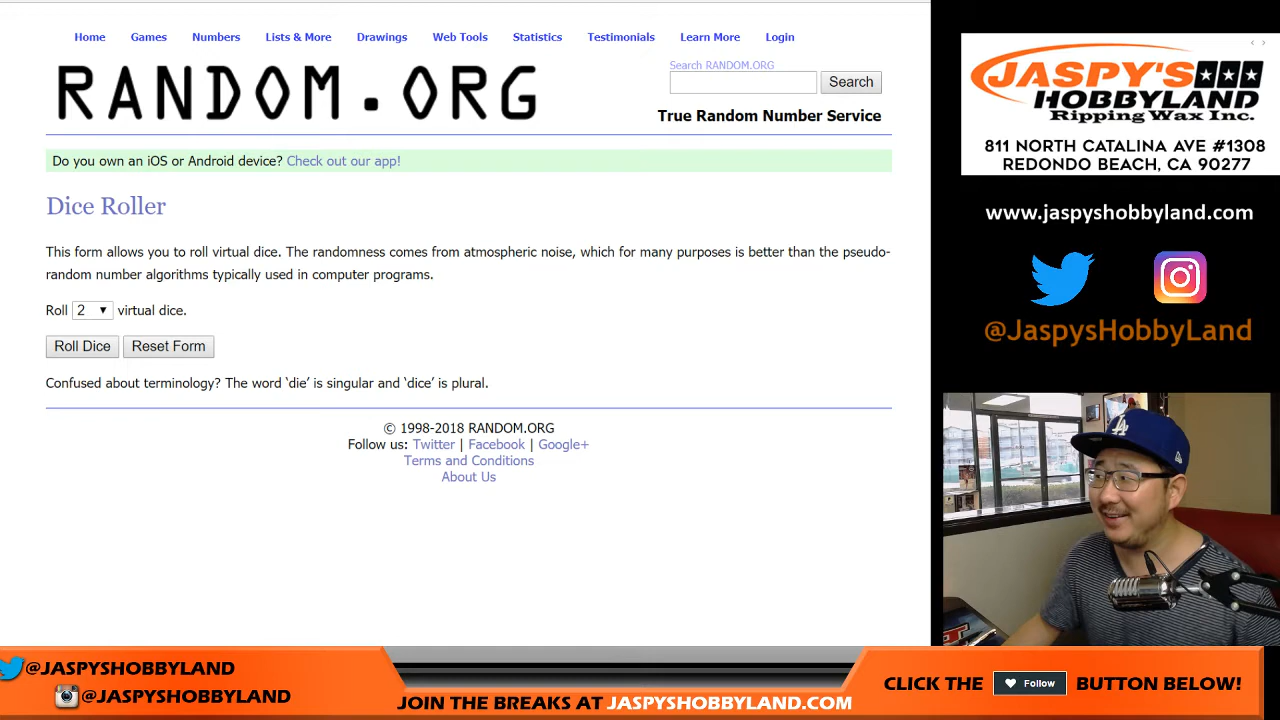 Home Games Numbers Lists & More Drawings Web Tools Statistics Testimonials Learn More Login
RANDOM.ORG
Search RANDOM.ORG
Search
True Random Number Service
Do you own an iOS or Android device? Check out our app!
Dice Roller
This form allows you to roll virtual dice. The randomness comes from atmospheric noise, which for many purposes is better than the pseudo-
random number algorithms typically used in computer programs.
Roll 2 virtual dice.
Roll Dice Reset Form
Confused about terminology? The word ‘die’ is singular and ‘dice’ is plural.
© 1998-2018 RANDOM.ORG
Follow us: Twitter | Facebook | Google+
Terms and Conditions
About Us
JASPY'S
HOBBYLAND
Ripping Wax Inc.
811 NORTH CATALINA AVE #1308
REDONDO BEACH, CA 90277
www.jaspyshobbyland.com
@JaspysHobbyLand
LA
@JASPYSHOBBYLAND
@JASPYSHOBBYLAND
JOIN THE BREAKS AT JASPYSHOBBYLAND.COM
CLICK THE Follow BUTTON BELOW!